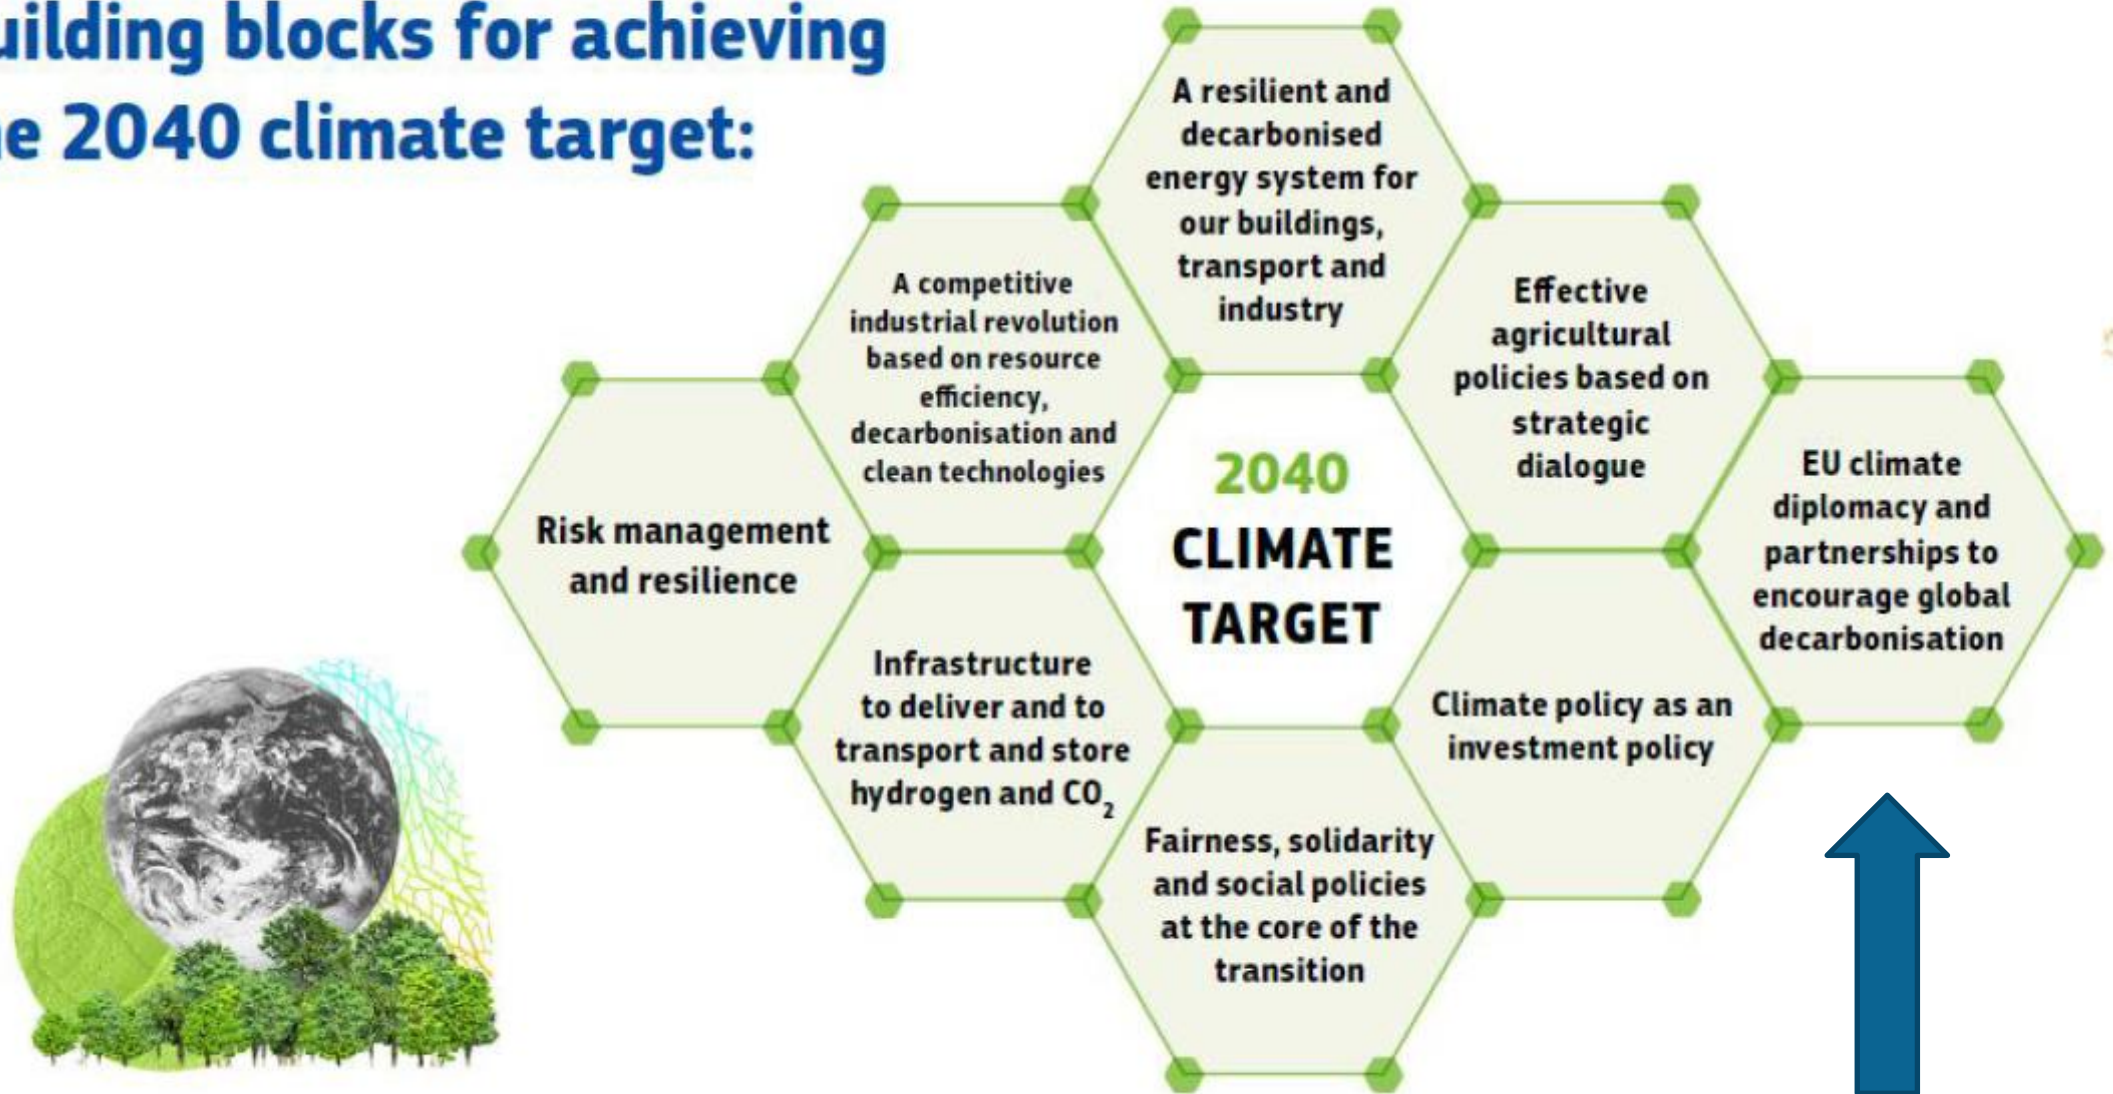 uilding blocks for achieving
e 2040 climate target:
A resilient and
decarbonised
energy system for
our buildings,
transport and
industry
A competitive
industrial revolution
based on resource
efficiency,
decarbonisation and
clean technologies
Effective
agricultural
policies based on
strategic
dialogue
Risk management
and resilience
2040
CLIMATE
TARGET
EU climate
diplomacy and
partnerships to
encourage global
decarbonisation
Infrastructure
to deliver and to
transport and store
hydrogen and CO₂
Climate policy as an
investment policy
Fairness, solidarity
and social policies
at the core of the
transition